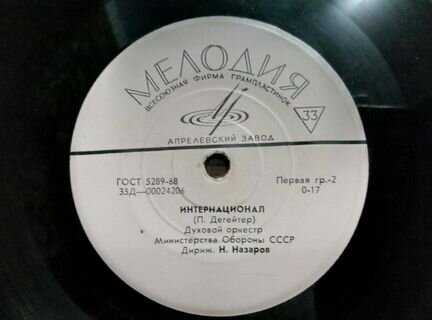 МЕЛОДИЯ
ВСЕСОЮЗНАЯ ФИРМА ГРАМПЛАСТИНОК
33
АПРЕЛЕВСКИЙ ЗАВОД
ГОСТ 5289-68
Первая гр.-2
33Д—00024206
0-17
ИНТЕРНАЦИОНАЛ
(П. Дегейтер)
Духовой оркестр
Министерства Обороны СССР
Дириж. Н. Назаров